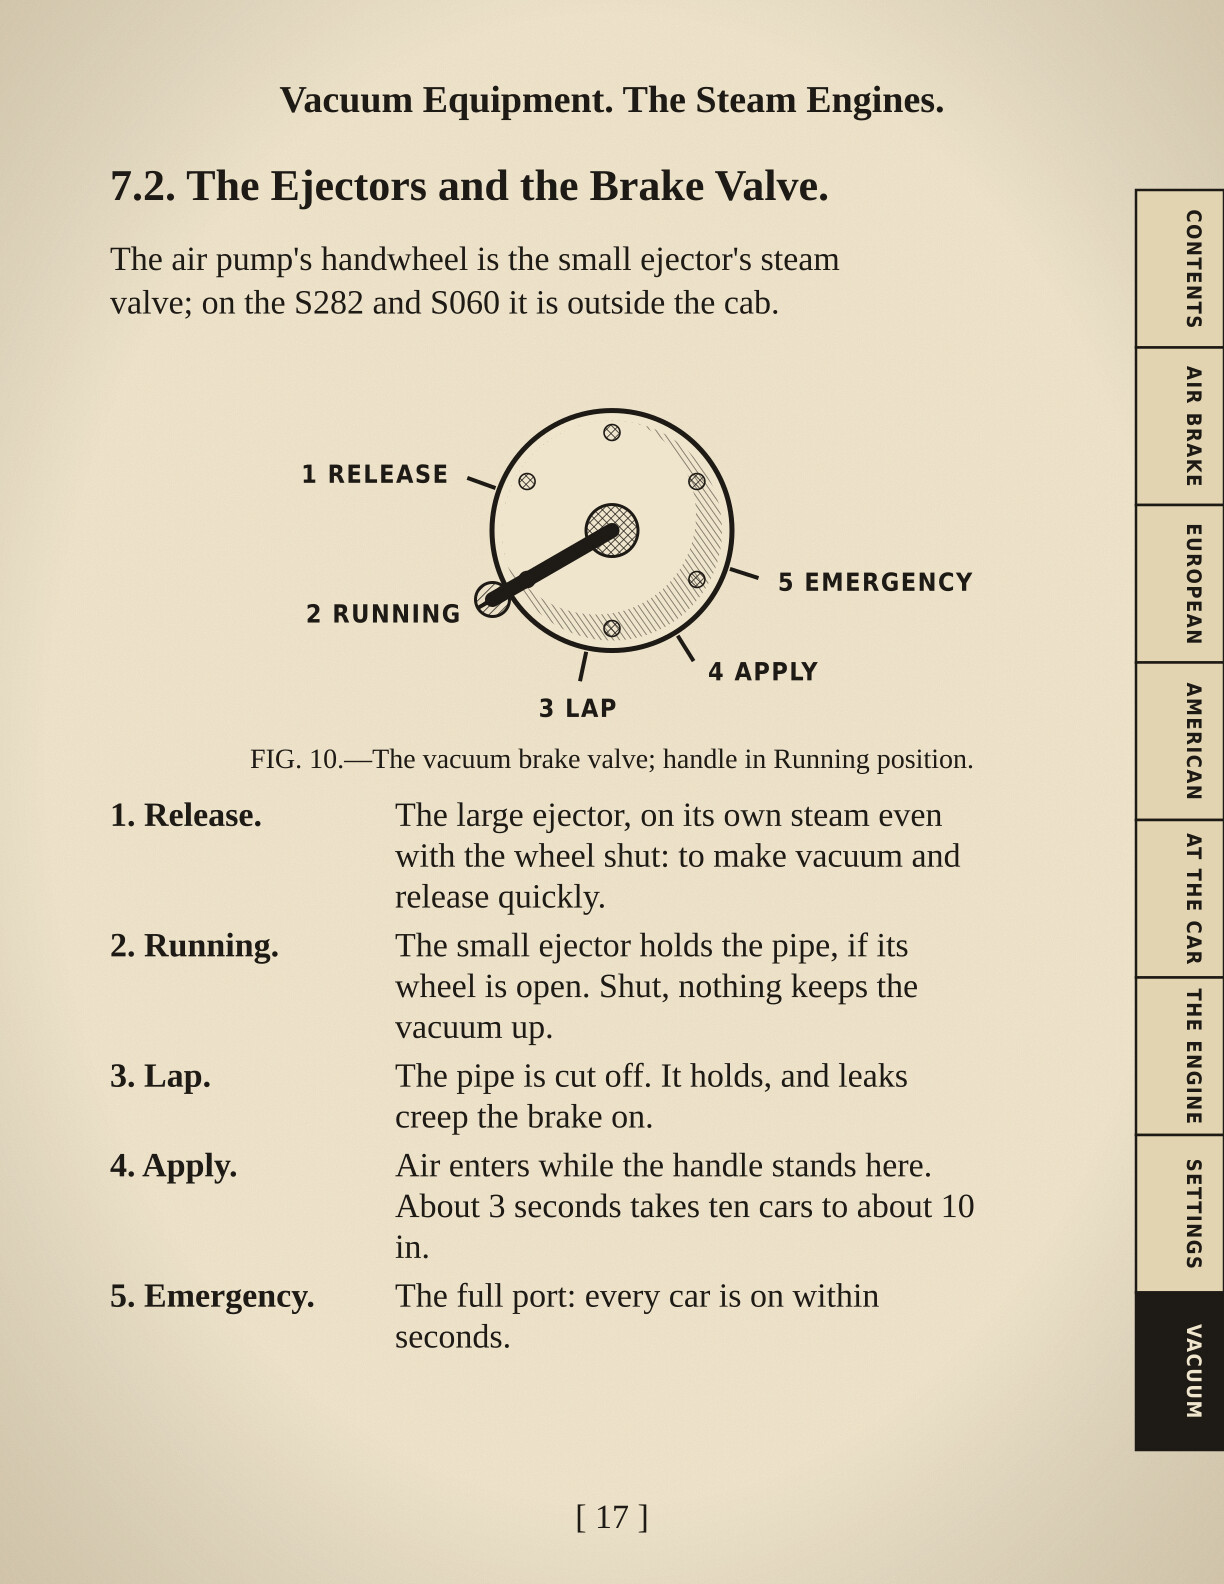 Vacuum Equipment. The Steam Engines.
7.2. The Ejectors and the Brake Valve.
The air pump's handwheel is the small ejector's steam
valve; on the S282 and S060 it is outside the cab.
1 RELEASE
2 RUNNING
3 LAP
4 APPLY
5 EMERGENCY
FIG. 10.—The vacuum brake valve; handle in Running position.
1. Release. The large ejector, on its own steam even
with the wheel shut: to make vacuum and
release quickly.
2. Running. The small ejector holds the pipe, if its
wheel is open. Shut, nothing keeps the
vacuum up.
3. Lap. The pipe is cut off. It holds, and leaks
creep the brake on.
4. Apply. Air enters while the handle stands here.
About 3 seconds takes ten cars to about 10
in.
5. Emergency. The full port: every car is on within
seconds.
[ 17 ]
CONTENTS
AIR BRAKE
EUROPEAN
AMERICAN
AT THE CAR
THE ENGINE
SETTINGS
VACUUM